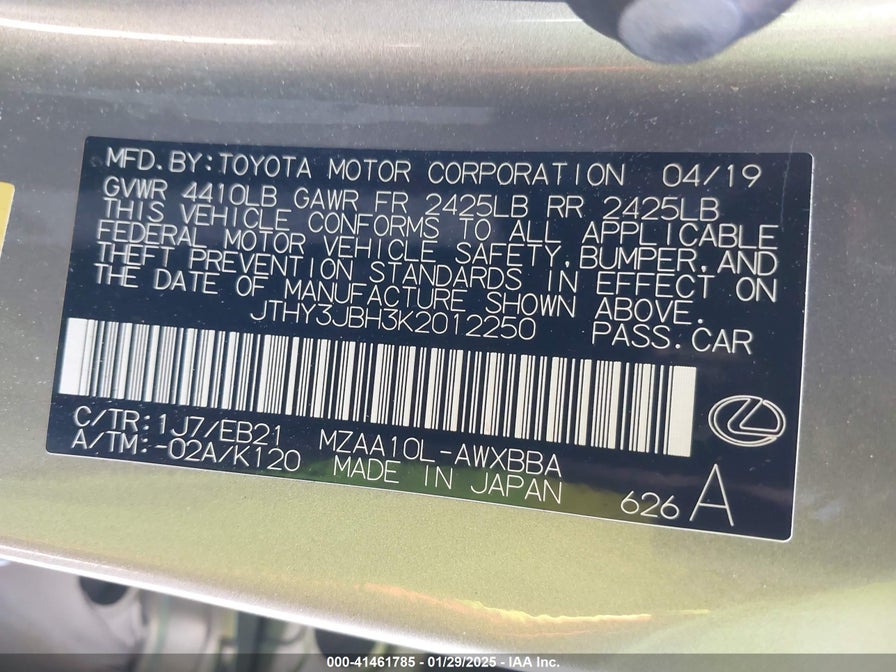 MFD.BY:TOYOTA MOTOR CORPORATION 04/19
GVWR 4410LB GAWR FR 2425LB RR 2425LB
THIS VEHICLE CONFORMS TO ALL APPLICABLE
FEDERAL MOTOR VEHICLE SAFETY,BUMPER,AND
THEFT PREVENTION STANDARDS IN EFFECT ON
THE DATE OF MANUFACTURE SHOWN ABOVE.
JTHY3JBH3K2012250 PASS.CAR
C/TR:1J7/EB21 MZAA10L-AWXBBA
A/TM:-02A/K120 MADE IN JAPAN 626 A
000-41461785 - 01/29/2025 - IAA Inc.